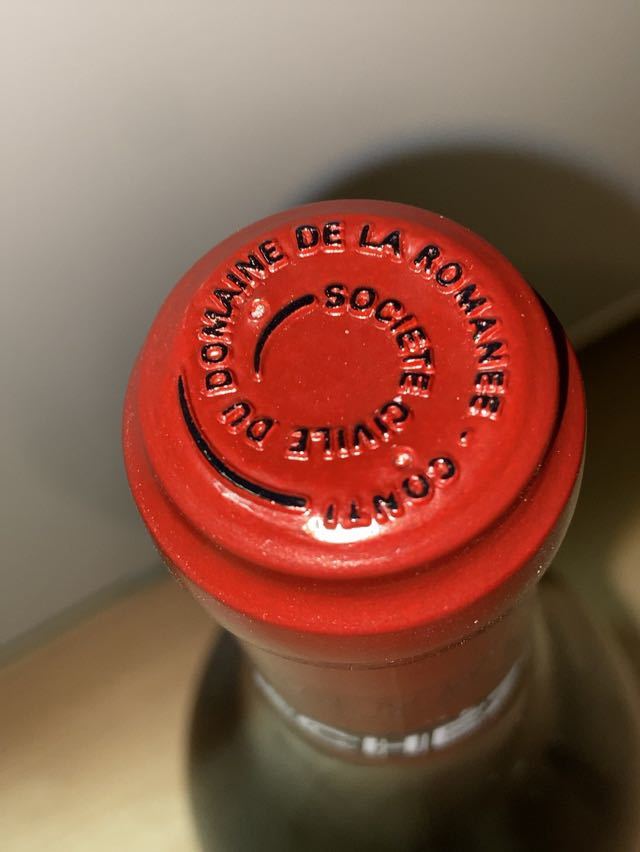 SOCIETE CIVILE DU DOMAINE DE LA ROMANEE - CONTI